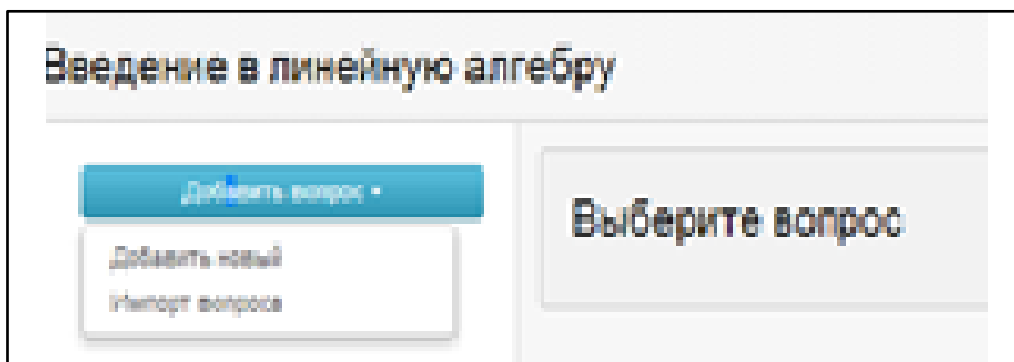 Введение в линейную алгебру
Добавить вопрос
Выберите вопрос
Добавить новый
Импорт вопроса